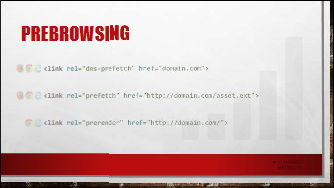 PREBROWSING
<link rel="dns-prefetch" href="domain.com">
<link rel="prefetch" href="http://domain.com/asset.ext">
<link rel="prerender" href="http://domain.com/">